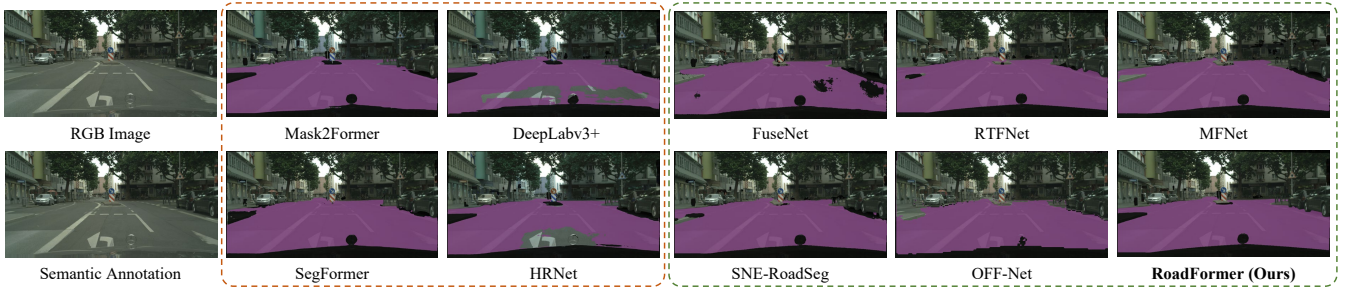 RGB Image
Mask2Former
DeepLabv3+
FuseNet
RTFNet
MFNet
Semantic Annotation
SegFormer
HRNet
SNE-RoadSeg
OFF-Net
RoadFormer (Ours)